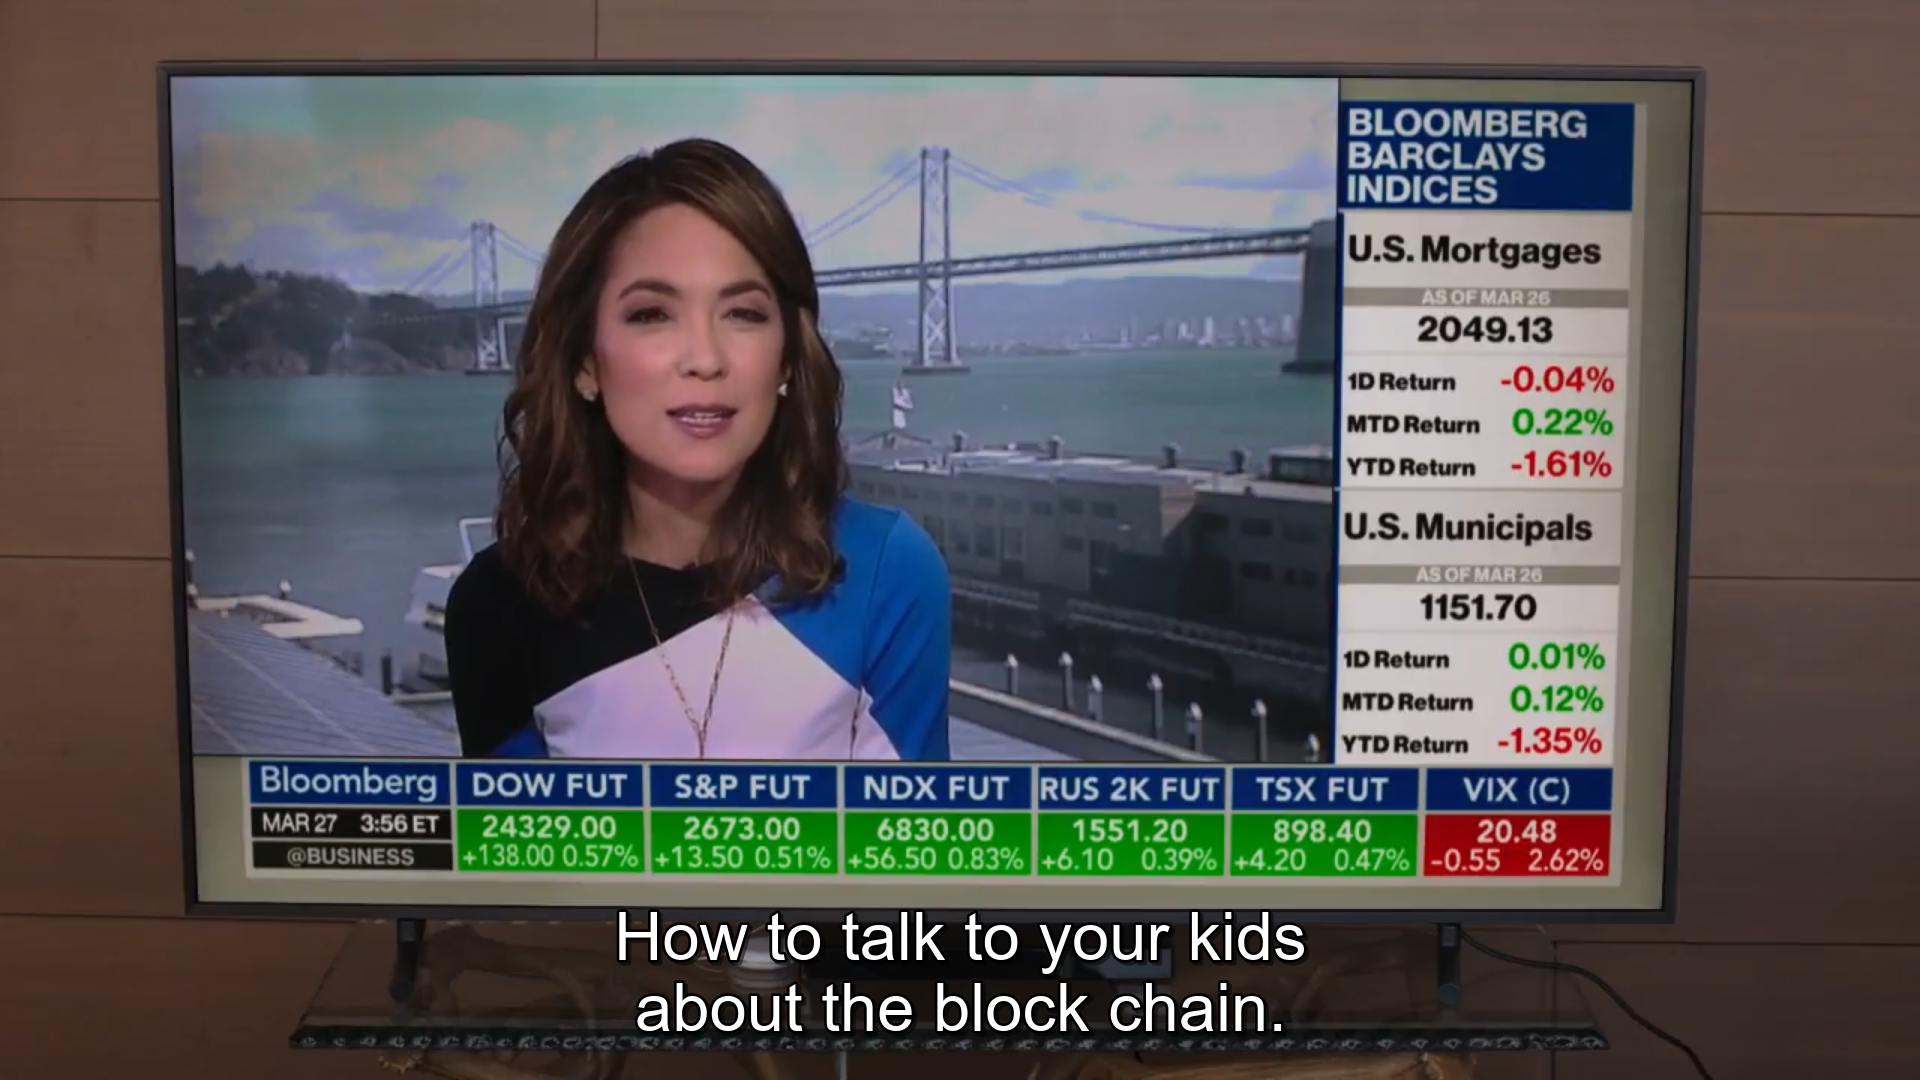 BLOOMBERG
BARCLAYS
INDICES
U.S. Mortgages
AS OF MAR 26
2049.13
1D Return -0.04%
MTD Return 0.22%
YTD Return -1.61%
U.S. Municipals
AS OF MAR 26
1151.70
1D Return 0.01%
MTD Return 0.12%
YTD Return -1.35%
Bloomberg DOW FUT S&P FUT NDX FUT RUS 2K FUT TSX FUT VIX (C)
MAR 27 3:56 ET 24329.00 2673.00 6830.00 1551.20 898.40 20.48
@BUSINESS +138.00 0.57% +13.50 0.51% +56.50 0.83% +6.10 0.39% +4.20 0.47% -0.55 2.62%
How to talk to your kids
about the block chain.